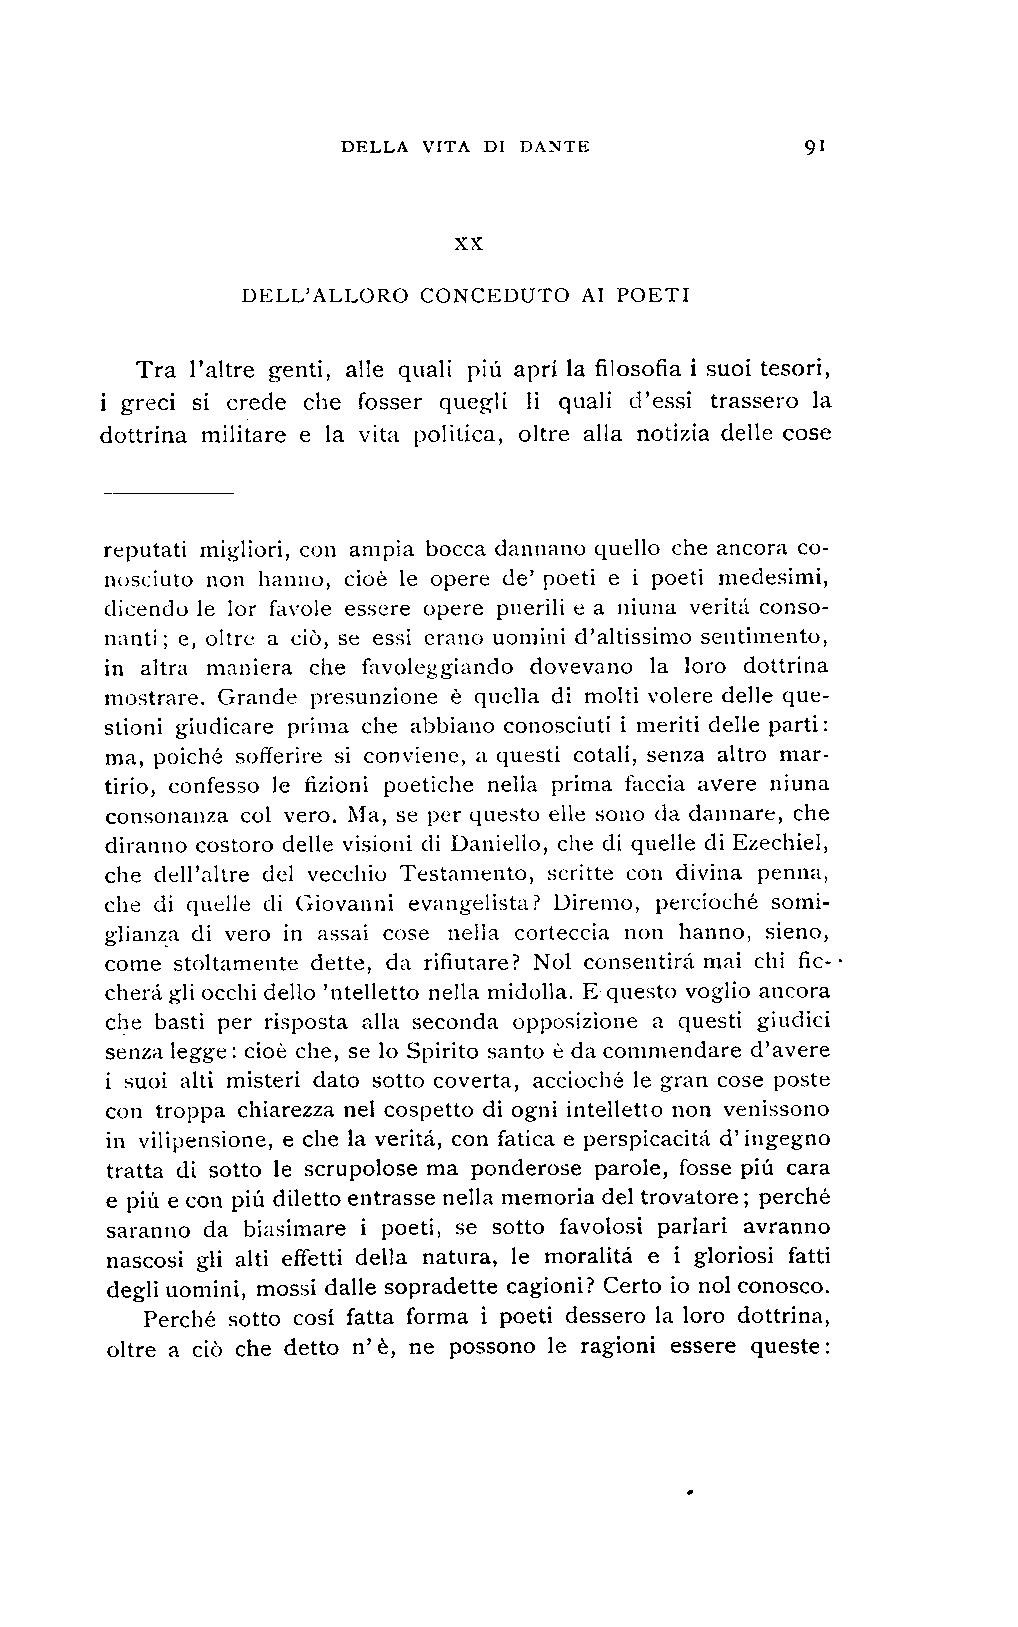 DELLA VITA DI DANTE 91
XX
DELL'ALLORO CONCEDUTO AI POETI
Tra l'altre genti, alle quali piú aprí la filosofia i suoi tesori,
i greci si crede che fosser quegli li quali d'essi trassero la
dottrina militare e la vita politica, oltre alla notizia delle cose
reputati migliori, con ampia bocca dannano quello che ancora co-
nosciuto non hanno, cioè le opere de' poeti e i poeti medesimi,
dicendo le lor favole essere opere puerili e a niuna veritá conso-
nanti; e, oltre a ciò, se essi erano uomini d'altissimo sentimento,
in altra maniera che favoleggiando dovevano la loro dottrina
mostrare. Grande presunzione è quella di molti volere delle que-
stioni giudicare prima che abbiano conosciuti i meriti delle parti:
ma, poiché sofferire si conviene, a questi cotali, senza altro mar-
tirio, confesso le fizioni poetiche nella prima faccia avere niuna
consonanza col vero. Ma, se per questo elle sono da dannare, che
diranno costoro delle visioni di Daniello, che di quelle di Ezechiel,
che dell'altre del vecchio Testamento, scritte con divina penna,
che di quelle di Giovanni evangelista? Diremo, percioché somi-
glianza di vero in assai cose nella corteccia non hanno, sieno,
come stoltamente dette, da rifiutare? Nol consentirá mai chi fic-
cherá gli occhi dello 'ntelletto nella midolla. E questo voglio ancora
che basti per risposta alla seconda opposizione a questi giudici
senza legge: cioè che, se lo Spirito santo è da commendare d'avere
i suoi alti misteri dato sotto coverta, accioché le gran cose poste
con troppa chiarezza nel cospetto di ogni intelletto non venissono
in vilipensione, e che la veritá, con fatica e perspicacitá d'ingegno
tratta di sotto le scrupolose ma ponderose parole, fosse piú cara
e piú e con piú diletto entrasse nella memoria del trovatore; perché
saranno da biasimare i poeti, se sotto favolosi parlari avranno
nascosi gli alti effetti della natura, le moralitá e i gloriosi fatti
degli uomini, mossi dalle sopradette cagioni? Certo io nol conosco.
Perché sotto cosí fatta forma i poeti dessero la loro dottrina,
oltre a ciò che detto n'è, ne possono le ragioni essere queste: